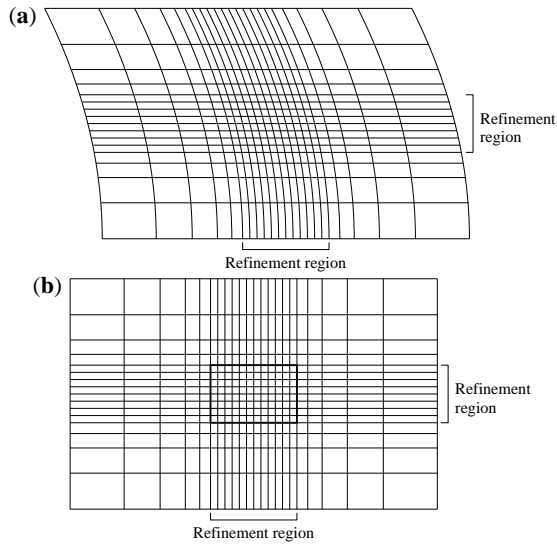 (a)
Refinement
region
Refinement region
(b)
Refinement
region
Refinement region